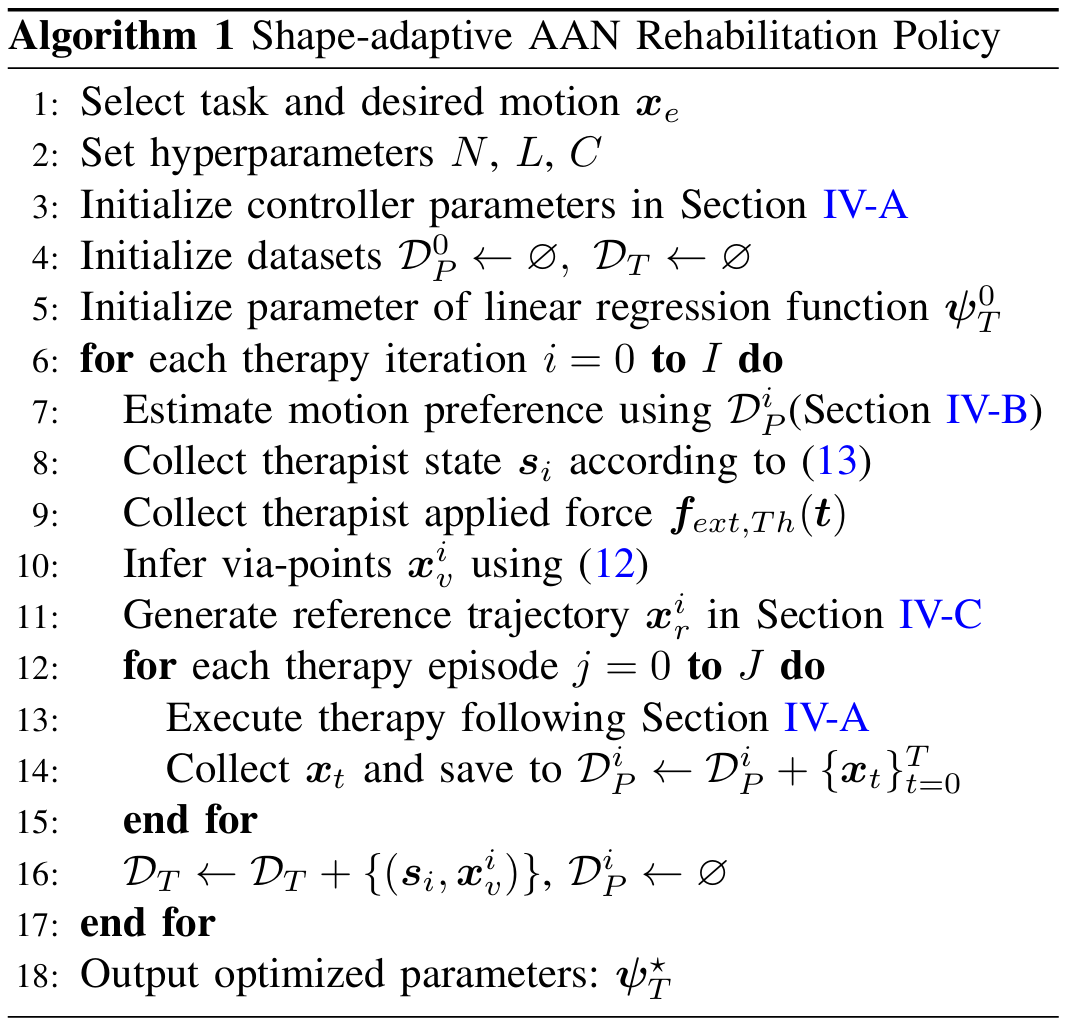 Algorithm 1 Shape-adaptive AAN Rehabilitation Policy
1: Select task and desired motion $\boldsymbol{x}_e$
2: Set hyperparameters $N$, $L$, $C$
3: Initialize controller parameters in Section IV-A
4: Initialize datasets $\mathcal{D}_P^0 \leftarrow \varnothing,\ \mathcal{D}_T \leftarrow \varnothing$
5: Initialize parameter of linear regression function $\boldsymbol{\psi}_T^0$
6: for each therapy iteration $i = 0$ to $I$ do
7: Estimate motion preference using $\mathcal{D}_P^i$(Section IV-B)
8: Collect therapist state $\boldsymbol{s}_i$ according to (13)
9: Collect therapist applied force $\boldsymbol{f}_{ext,Th}(\boldsymbol{t})$
10: Infer via-points $\boldsymbol{x}_v^i$ using (12)
11: Generate reference trajectory $\boldsymbol{x}_r^i$ in Section IV-C
12: for each therapy episode $j = 0$ to $J$ do
13: Execute therapy following Section IV-A
14: Collect $\boldsymbol{x}_t$ and save to $\mathcal{D}_P^i \leftarrow \mathcal{D}_P^i + \{\boldsymbol{x}_t\}_{t=0}^T$
15: end for
16: $\mathcal{D}_T \leftarrow \mathcal{D}_T + \{(\boldsymbol{s}_i, \boldsymbol{x}_v^i)\}$, $\mathcal{D}_P^i \leftarrow \varnothing$
17: end for
18: Output optimized parameters: $\boldsymbol{\psi}_T^\star$